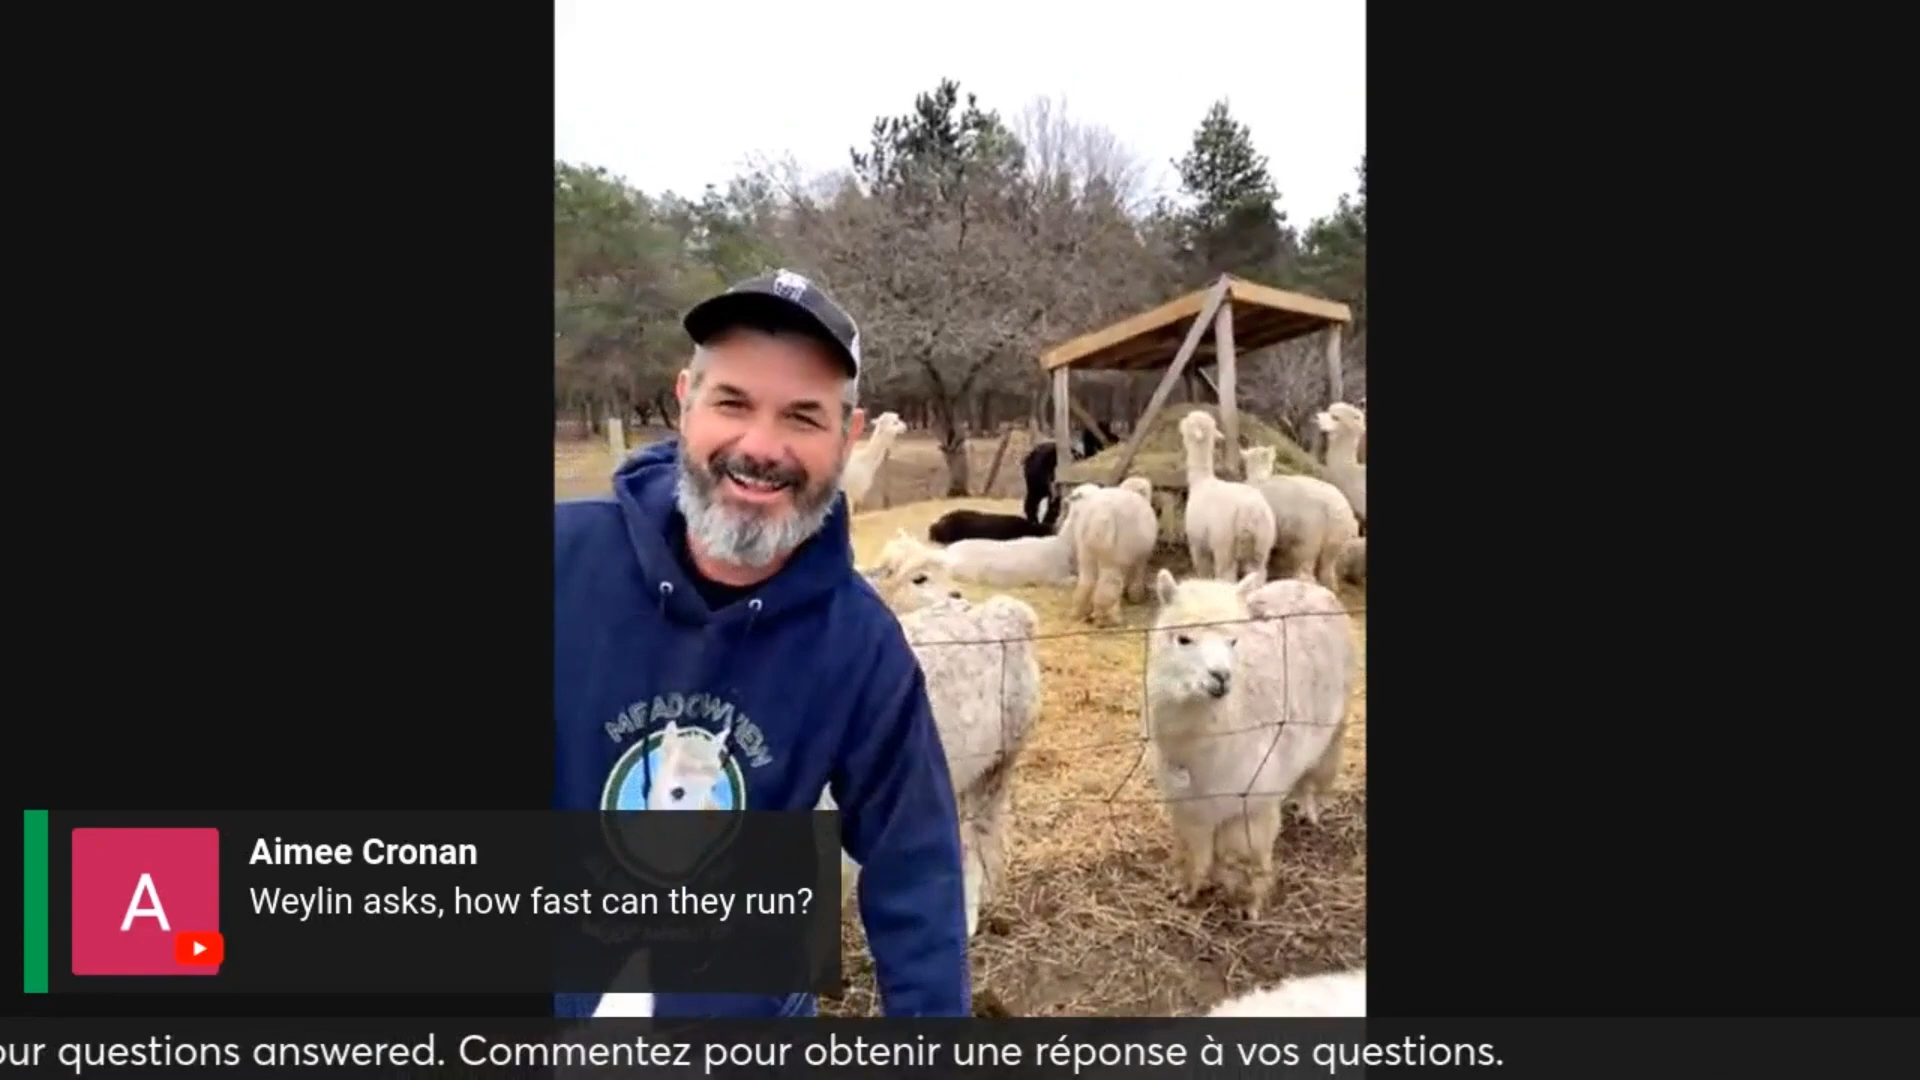 MEADOWVIEW
A
Aimee Cronan
Weylin asks, how fast can they run?
our questions answered. Commentez pour obtenir une réponse à vos questions.